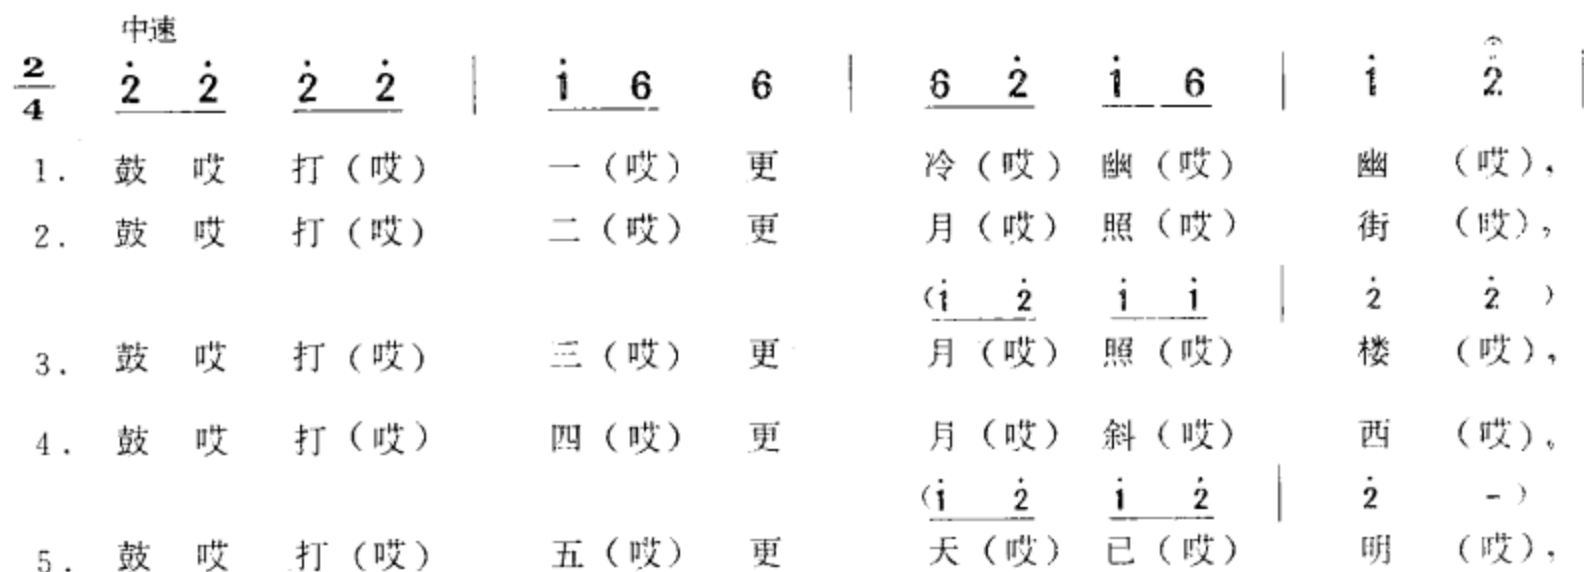 中速
2/4 2̇ 2̇ 2̇ 2̇ | 1̇ 6 6 | 6 2̇ 1̇ 6 | 1̇ 2̇ |
1. 鼓 哎 打（哎） 一（哎） 更 冷（哎） 幽（哎） 幽 （哎），
2. 鼓 哎 打（哎） 二（哎） 更 月（哎） 照（哎） 街 （哎），
（1̇ 2̇ 1̇ 1̇ | 2̇ 2̇ ）
3. 鼓 哎 打（哎） 三（哎） 更 月（哎） 照（哎） 楼 （哎），
4. 鼓 哎 打（哎） 四（哎） 更 月（哎） 斜（哎） 西 （哎）。
（1̇ 2̇ 1̇ 2̇ | 2̇ - ）
5. 鼓 哎 打（哎） 五（哎） 更 天（哎） 已（哎） 明 （哎），